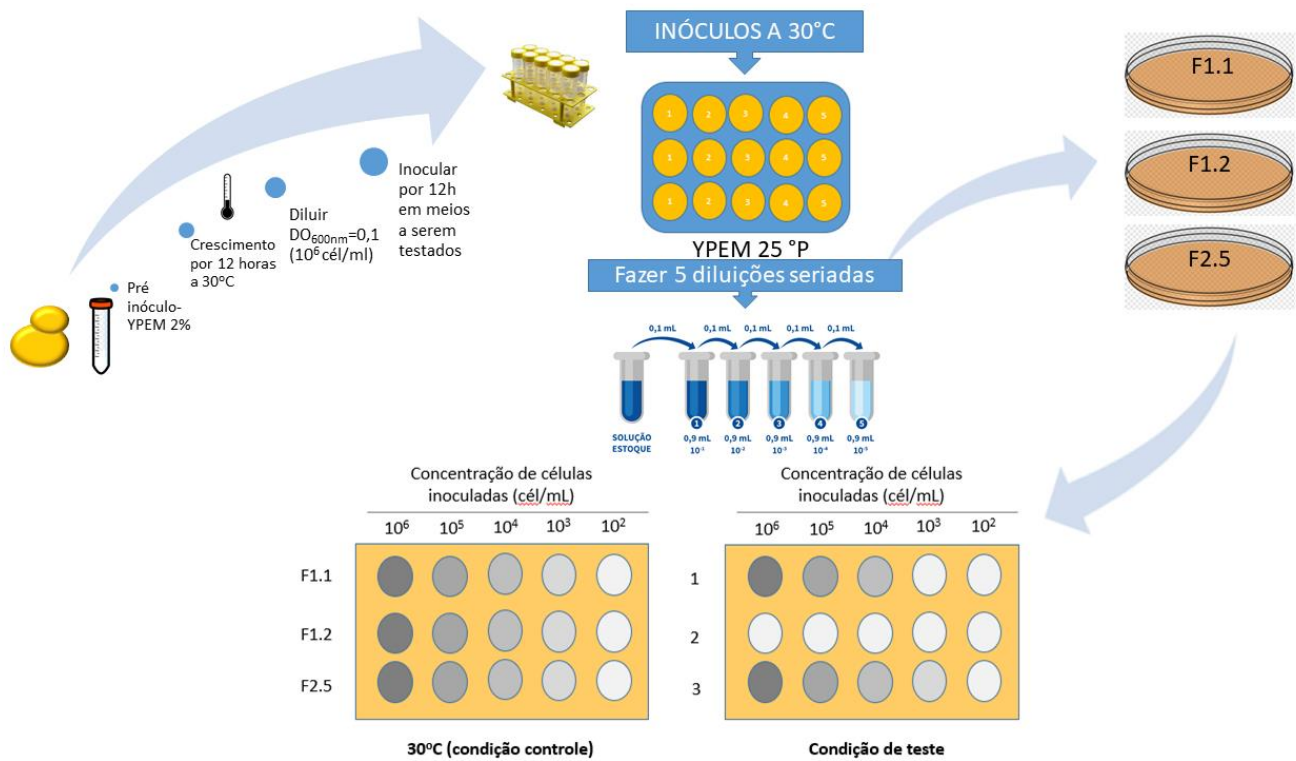 Pré
inóculo-
YPEM 2%
Crescimento
por 12 horas
a 30ºC
Diluir
DO600nm=0,1
(10⁶ cél/ml)
Inocular
por 12h
em meios
a serem
testados
INÓCULOS A 30°C
1 2 3 4 5
1 2 3 4 5
1 2 3 4 5
YPEM 25 °P
Fazer 5 diluições seriadas
F1.1
F1.2
F2.5
0,1 mL 0,1 mL 0,1 mL 0,1 mL 0,1 mL
1 2 3 4 5
SOLUÇÃO
ESTOQUE
0,9 mL 0,9 mL 0,9 mL 0,9 mL 0,9 mL
10⁻¹ 10⁻² 10⁻³ 10⁻⁴ 10⁻⁵
Concentração de células
inoculadas (cél/mL)
10⁶ 10⁵ 10⁴ 10³ 10²
F1.1
F1.2
F2.5
30ºC (condição controle)
Concentração de células
inoculadas (cél/mL)
10⁶ 10⁵ 10⁴ 10³ 10²
1
2
3
Condição de teste